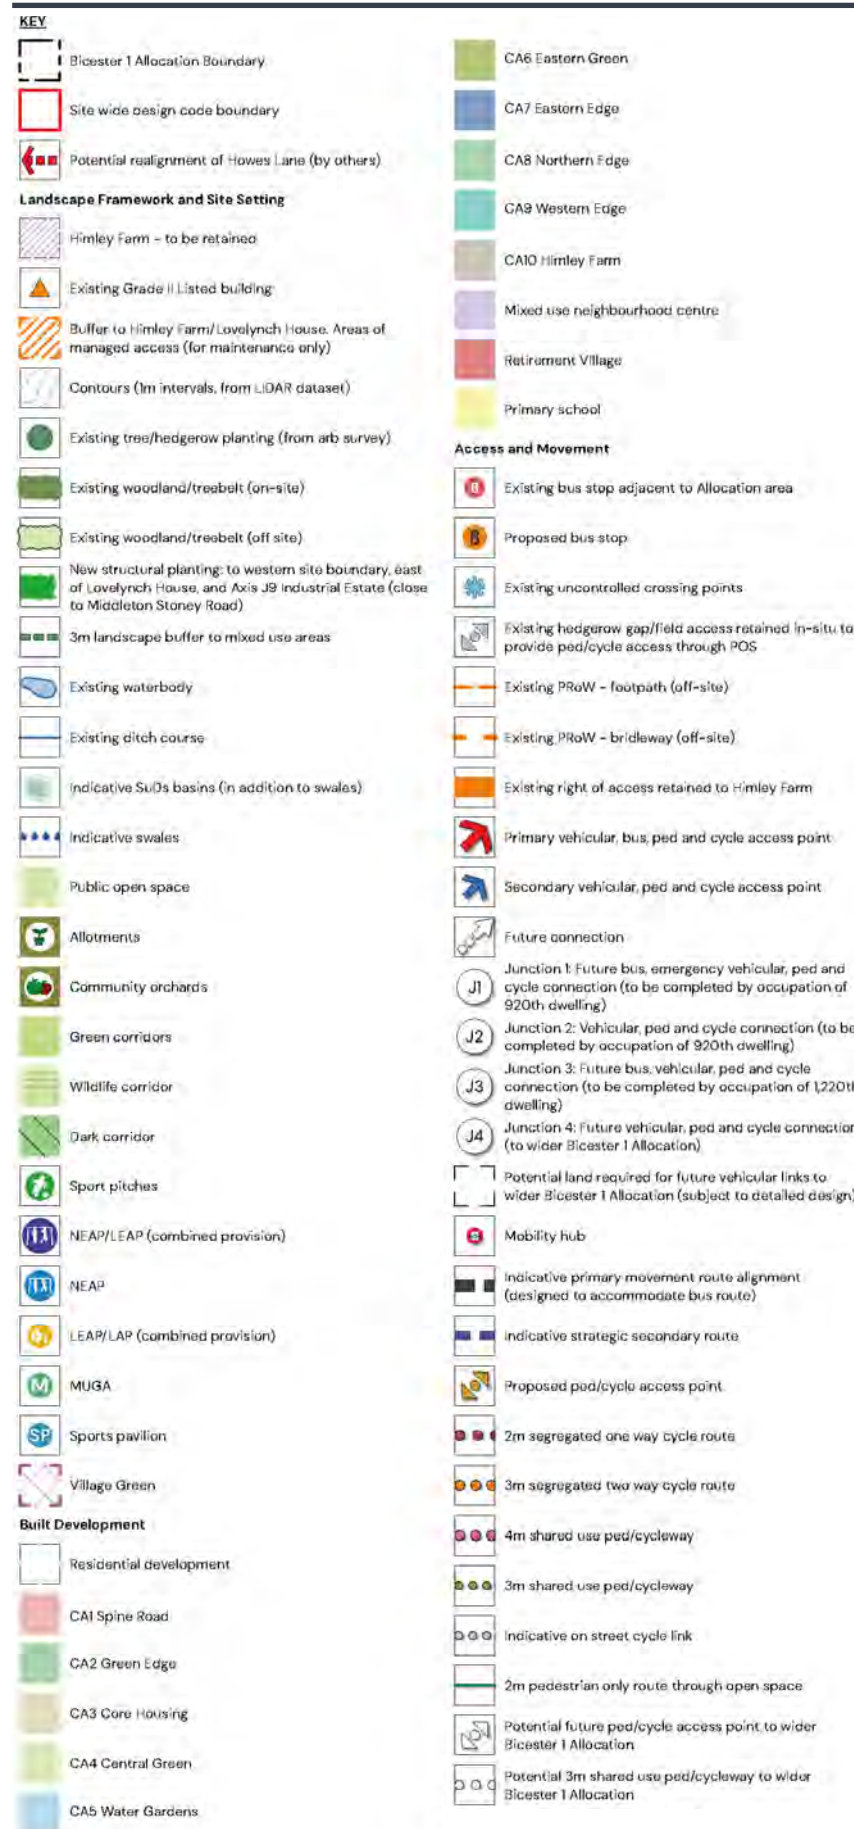 KEY
Bicester 1 Allocation Boundary
Site wide design code boundary
Potential realignment of Howes Lane (by others)
Landscape Framework and Site Setting
Himley Farm - to be retained
Existing Grade II Listed building
Buffer to Himley Farm/Lovelynch House. Areas of
managed access (for maintenance only)
Contours (1m intervals, from LiDAR dataset)
Existing tree/hedgerow planting (from arb survey)
Existing woodland/treebelt (on-site)
Existing woodland/treebelt (off site)
New structural planting: to western site boundary, east
of Lovelynch House, and Axis J9 Industrial Estate (close
to Middleton Stoney Road)
3m landscape buffer to mixed use areas
Existing waterbody
Existing ditch course
Indicative SuDs basins (in addition to swales)
Indicative swales
Public open space
Allotments
Community orchards
Green corridors
Wildlife corridor
Dark corridor
Sport pitches
NEAP/LEAP (combined provision)
NEAP
LEAP/LAP (combined provision)
M
MUGA
SP
Sports pavilion
Village Green
Built Development
Residential development
CA1 Spine Road
CA2 Green Edge
CA3 Core Housing
CA4 Central Green
CA5 Water Gardens
CA6 Eastern Green
CA7 Eastern Edge
CA8 Northern Edge
CA9 Western Edge
CA10 Himley Farm
Mixed use neighbourhood centre
Retirement Village
Primary school
Access and Movement
B
Existing bus stop adjacent to Allocation area
B
Proposed bus stop
Existing uncontrolled crossing points
Existing hedgerow gap/field access retained in-situ to
provide ped/cycle access through POS
Existing PRoW - footpath (off-site)
Existing PRoW - bridleway (off-site)
Existing right of access retained to Himley Farm
Primary vehicular, bus, ped and cycle access point
Secondary vehicular, ped and cycle access point
Future connection
J1
Junction 1: Future bus, emergency vehicular, ped and
cycle connection (to be completed by occupation of
920th dwelling)
J2
Junction 2: Vehicular, ped and cycle connection (to be
completed by occupation of 920th dwelling)
J3
Junction 3: Future bus, vehicular, ped and cycle
connection (to be completed by occupation of 1,220th
dwelling)
J4
Junction 4: Future vehicular, ped and cycle connection
(to wider Bicester 1 Allocation)
Potential land required for future vehicular links to
wider Bicester 1 Allocation (subject to detailed design)
Mobility hub
Indicative primary movement route alignment
(designed to accommodate bus route)
Indicative strategic secondary route
Proposed ped/cycle access point
2m segregated one way cycle route
3m segregated two way cycle route
4m shared use ped/cycleway
3m shared use ped/cycleway
Indicative on street cycle link
2m pedestrian only route through open space
Potential future ped/cycle access point to wider
Bicester 1 Allocation
Potential 3m shared use ped/cycleway to wider
Bicester 1 Allocation